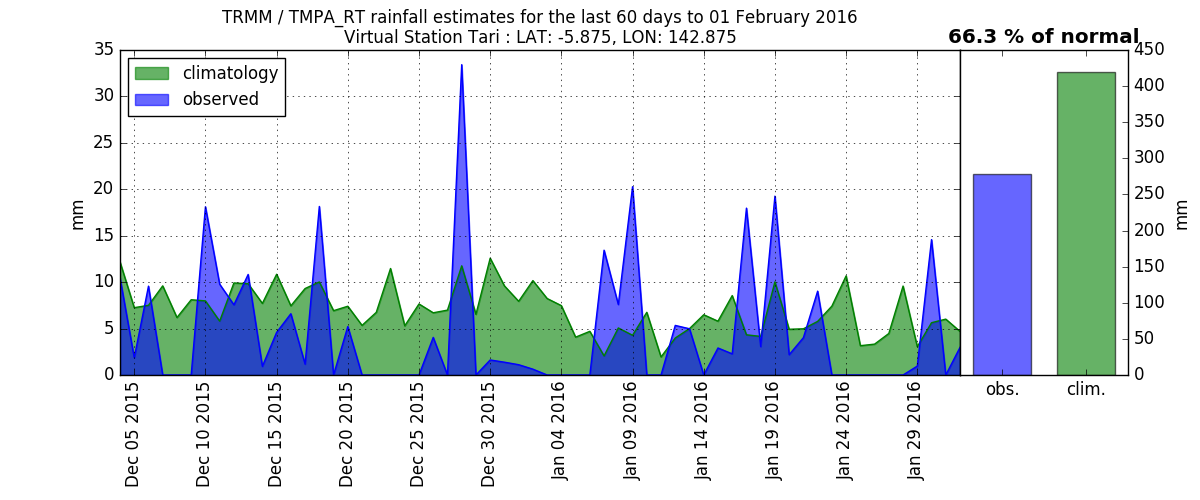 TRMM / TMPA_RT rainfall estimates for the last 60 days to 01 February 2016
Virtual Station Tari : LAT: -5.875, LON: 142.875
66.3 % of normal
climatology
observed
mm
35
30
25
20
15
10
5
0
Dec 05 2015
Dec 10 2015
Dec 15 2015
Dec 20 2015
Dec 25 2015
Dec 30 2015
Jan 04 2016
Jan 09 2016
Jan 14 2016
Jan 19 2016
Jan 24 2016
Jan 29 2016
obs.
clim.
450
400
350
300
250
200
150
100
50
0
mm